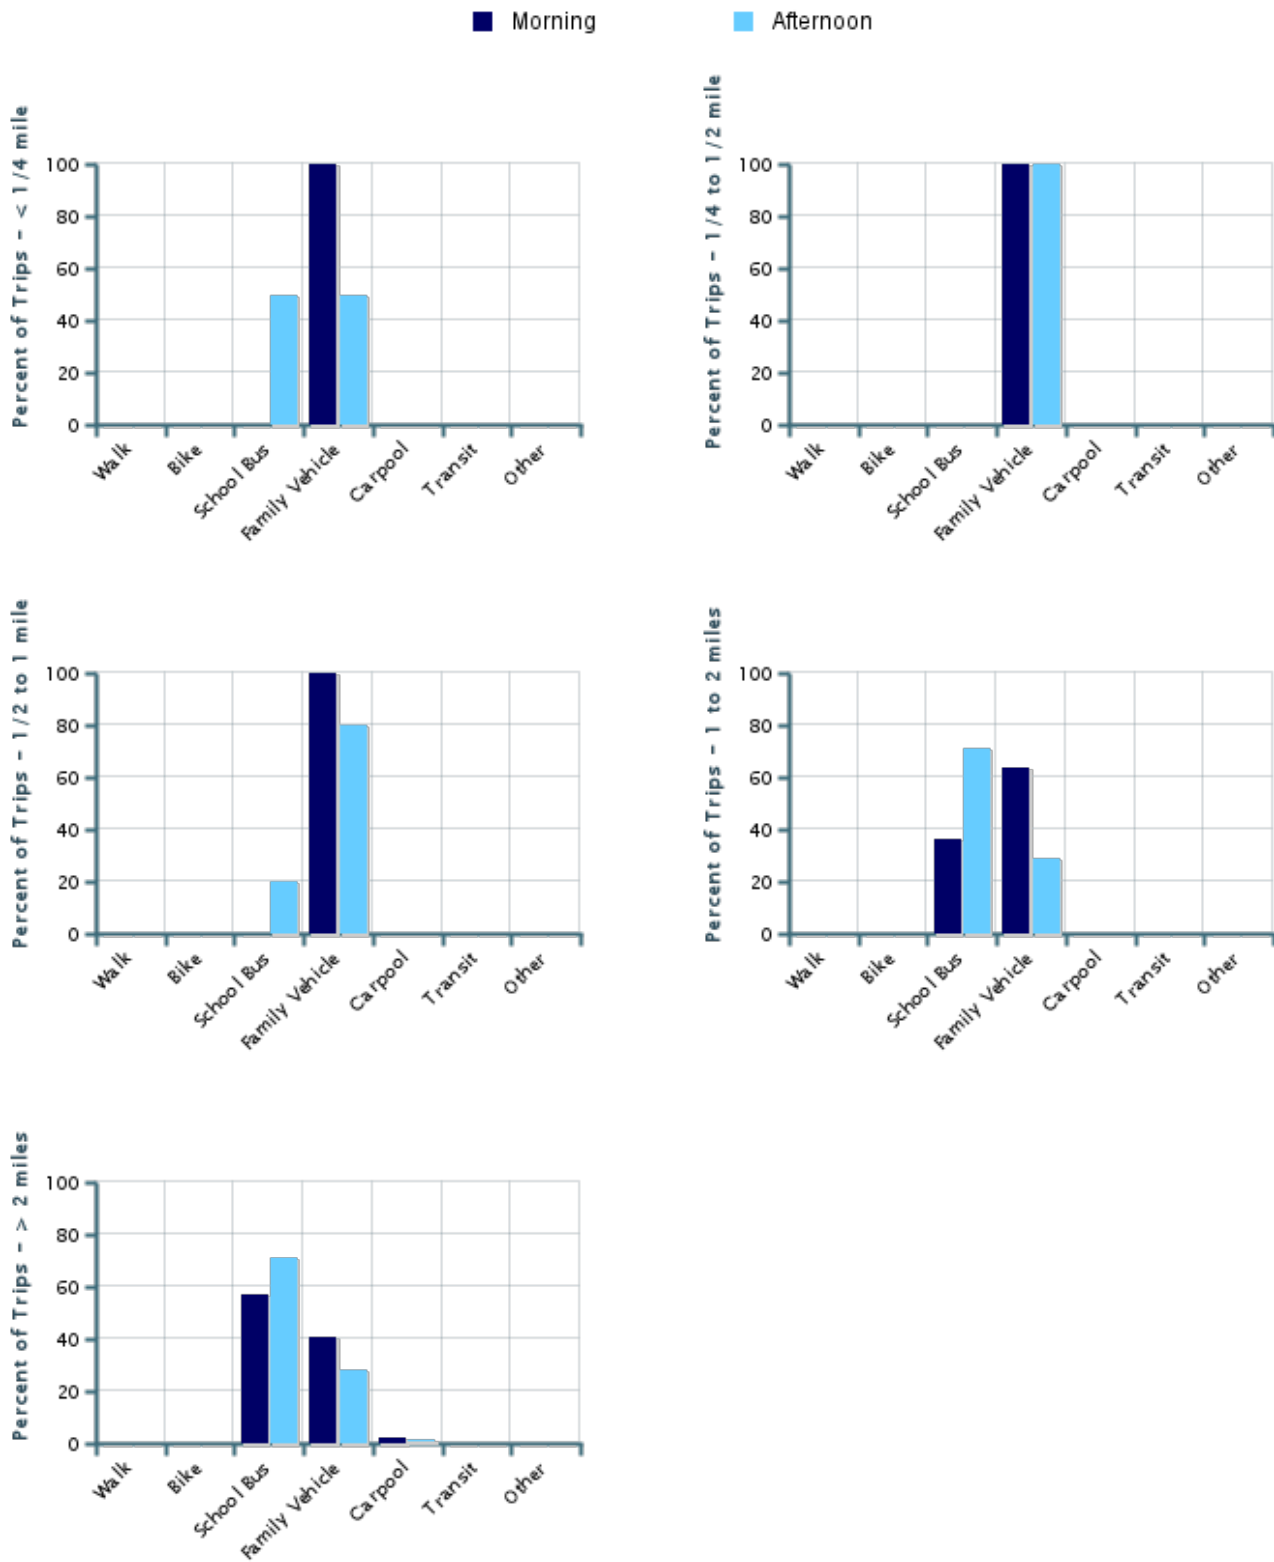 Morning Afternoon
Percent of Trips - < 1/4 mile
100
80
60
40
20
0
Walk
Bike
School Bus
Family Vehicle
Carpool
Transit
Other
Percent of Trips - 1/4 to 1/2 mile
100
80
60
40
20
0
Walk
Bike
School Bus
Family Vehicle
Carpool
Transit
Other
Percent of Trips - 1/2 to 1 mile
100
80
60
40
20
0
Walk
Bike
School Bus
Family Vehicle
Carpool
Transit
Other
Percent of Trips - 1 to 2 miles
100
80
60
40
20
0
Walk
Bike
School Bus
Family Vehicle
Carpool
Transit
Other
Percent of Trips - > 2 miles
100
80
60
40
20
0
Walk
Bike
School Bus
Family Vehicle
Carpool
Transit
Other